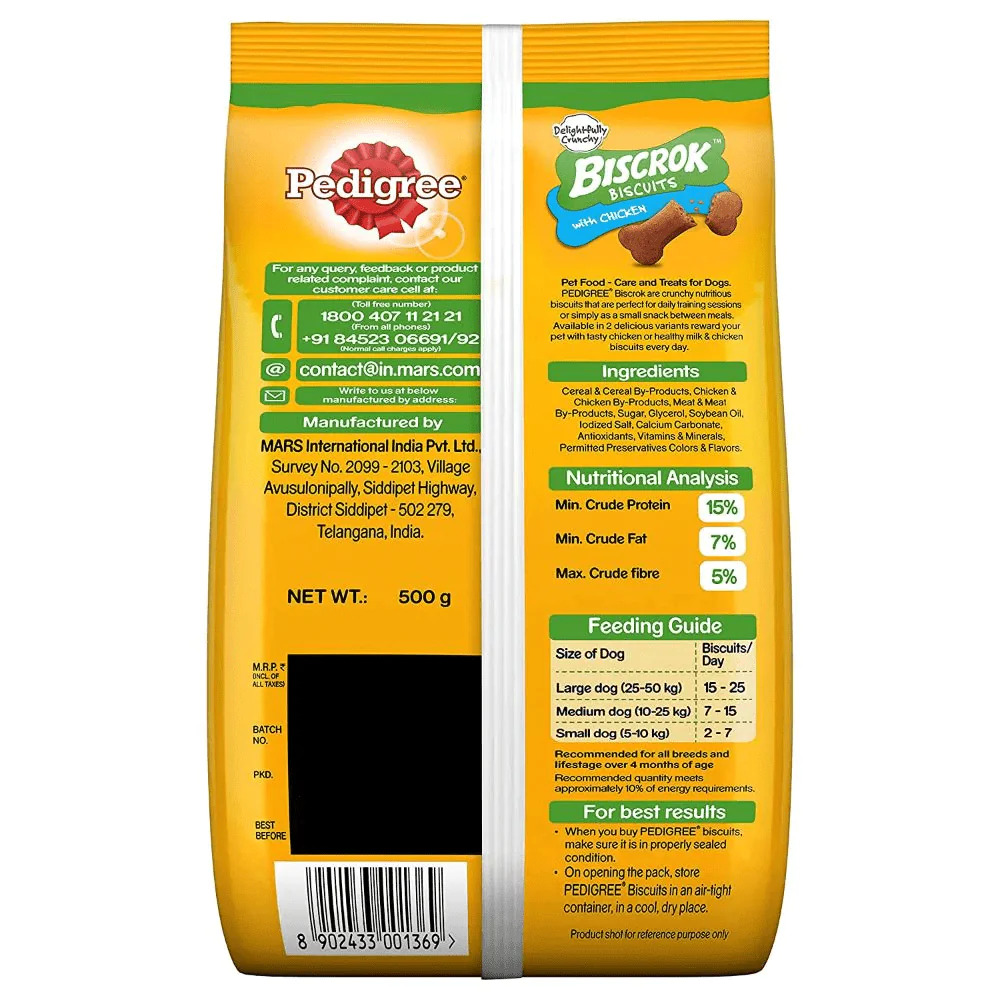 Pedigree®
For any query, feedback or product
related complaint, contact our
customer care cell at:
(Toll free number)
1800 407 11 21 21
(From all phones)
+91 84523 06691/92
(Normal call charges apply)
@ contact@in.mars.com
Write to us at below
manufactured by address:
Manufactured by
MARS International India Pvt. Ltd.,
Survey No. 2099 - 2103, Village
Avusulonipally, Siddipet Highway,
District Siddipet - 502 279,
Telangana, India.
NET WT.: 500 g
M.R.P. ₹
(INCL. OF
ALL TAXES)
BATCH
NO.
PKD.
BEST
BEFORE
8 902433 001369 >
Delightfully
Crunchy
BISCROK™
BISCUITS
with CHICKEN
Pet Food - Care and Treats for Dogs.
PEDIGREE® Biscrok are crunchy nutritious
biscuits that are perfect for daily training sessions
or simply as a small snack between meals.
Available in 2 delicious variants reward your
pet with tasty chicken or healthy milk & chicken
biscuits every day.
Ingredients
Cereal & Cereal By-Products, Chicken &
Chicken By-Products, Meat & Meat
By-Products, Sugar, Glycerol, Soybean Oil,
Iodized Salt, Calcium Carbonate,
Antioxidants, Vitamins & Minerals,
Permitted Preservatives Colors & Flavors.
Nutritional Analysis
Min. Crude Protein 15%
Min. Crude Fat 7%
Max. Crude fibre 5%
Feeding Guide
Size of Dog Biscuits/
Day
Large dog (25-50 kg) 15 - 25
Medium dog (10-25 kg) 7 - 15
Small dog (5-10 kg) 2 - 7
Recommended for all breeds and
lifestage over 4 months of age
Recommended quantity meets
approximately 10% of energy requirements.
For best results
• When you buy PEDIGREE® biscuits,
make sure it is in properly sealed
condition.
• On opening the pack, store
PEDIGREE® Biscuits in an air-tight
container, in a cool, dry place.
Product shot for reference purpose only